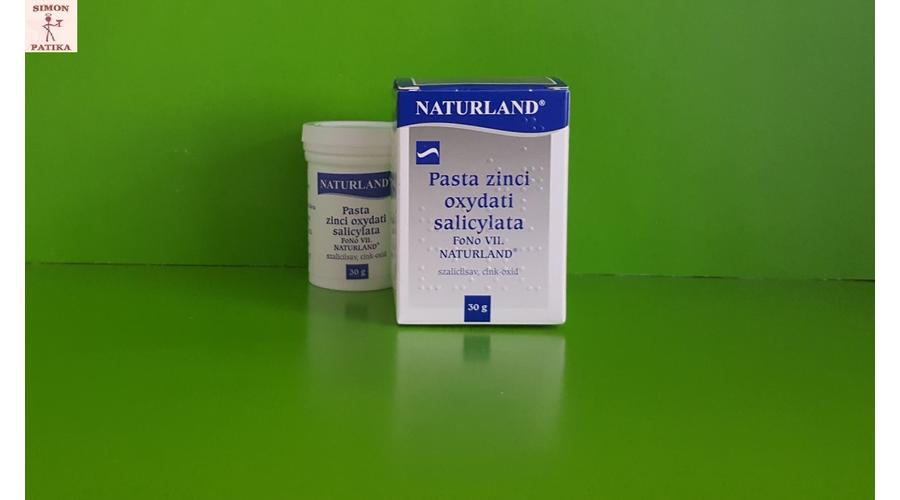 SIMON
PATIKA
NATURLAND®
Pasta
zinci oxydati
salicylata
FoNo VII.
NATURLAND®
szalicilsav, cink-oxid
30 g
NATURLAND®
Pasta zinci
oxydati
salicylata
FoNo VII.
NATURLAND®
szalicilsav, cink-oxid
30 g